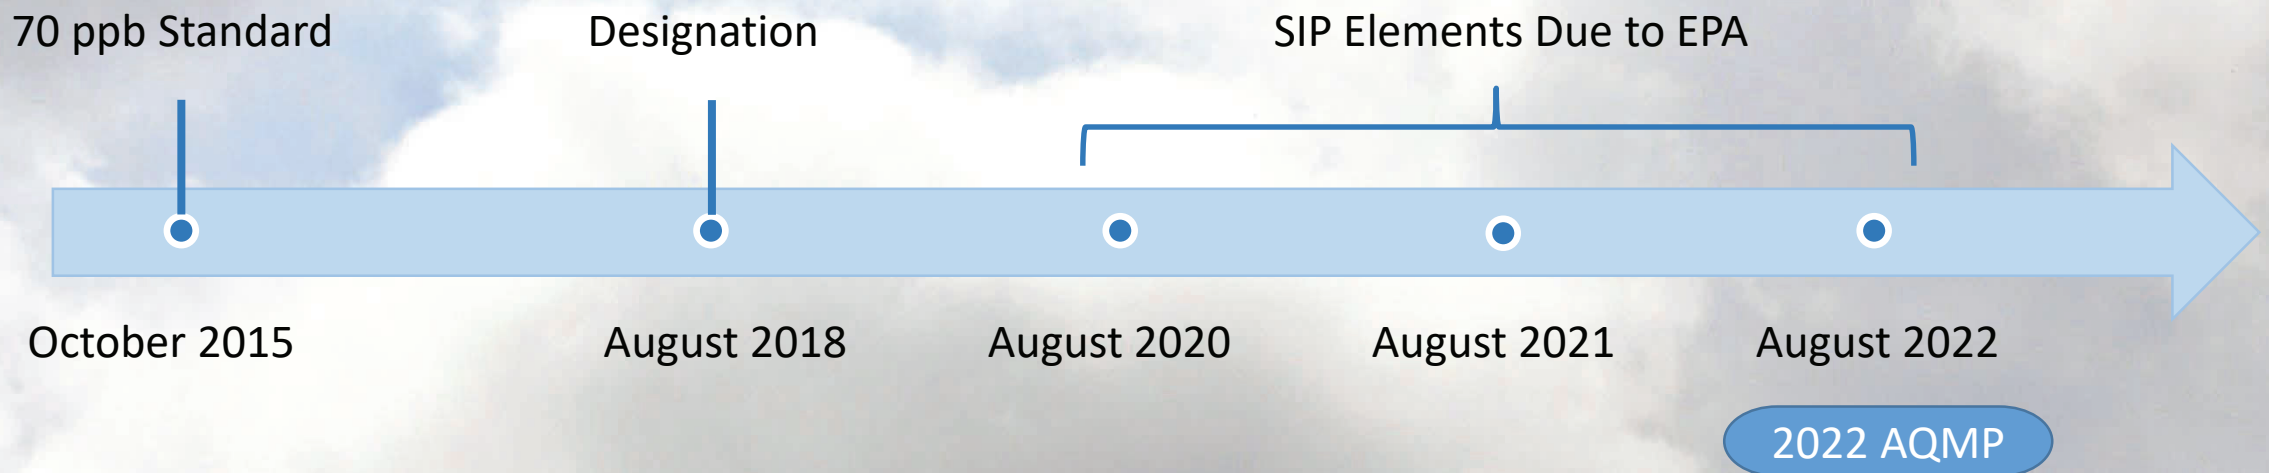 70 ppb Standard
Designation
SIP Elements Due to EPA
October 2015
August 2018
August 2020
August 2021
August 2022
2022 AQMP